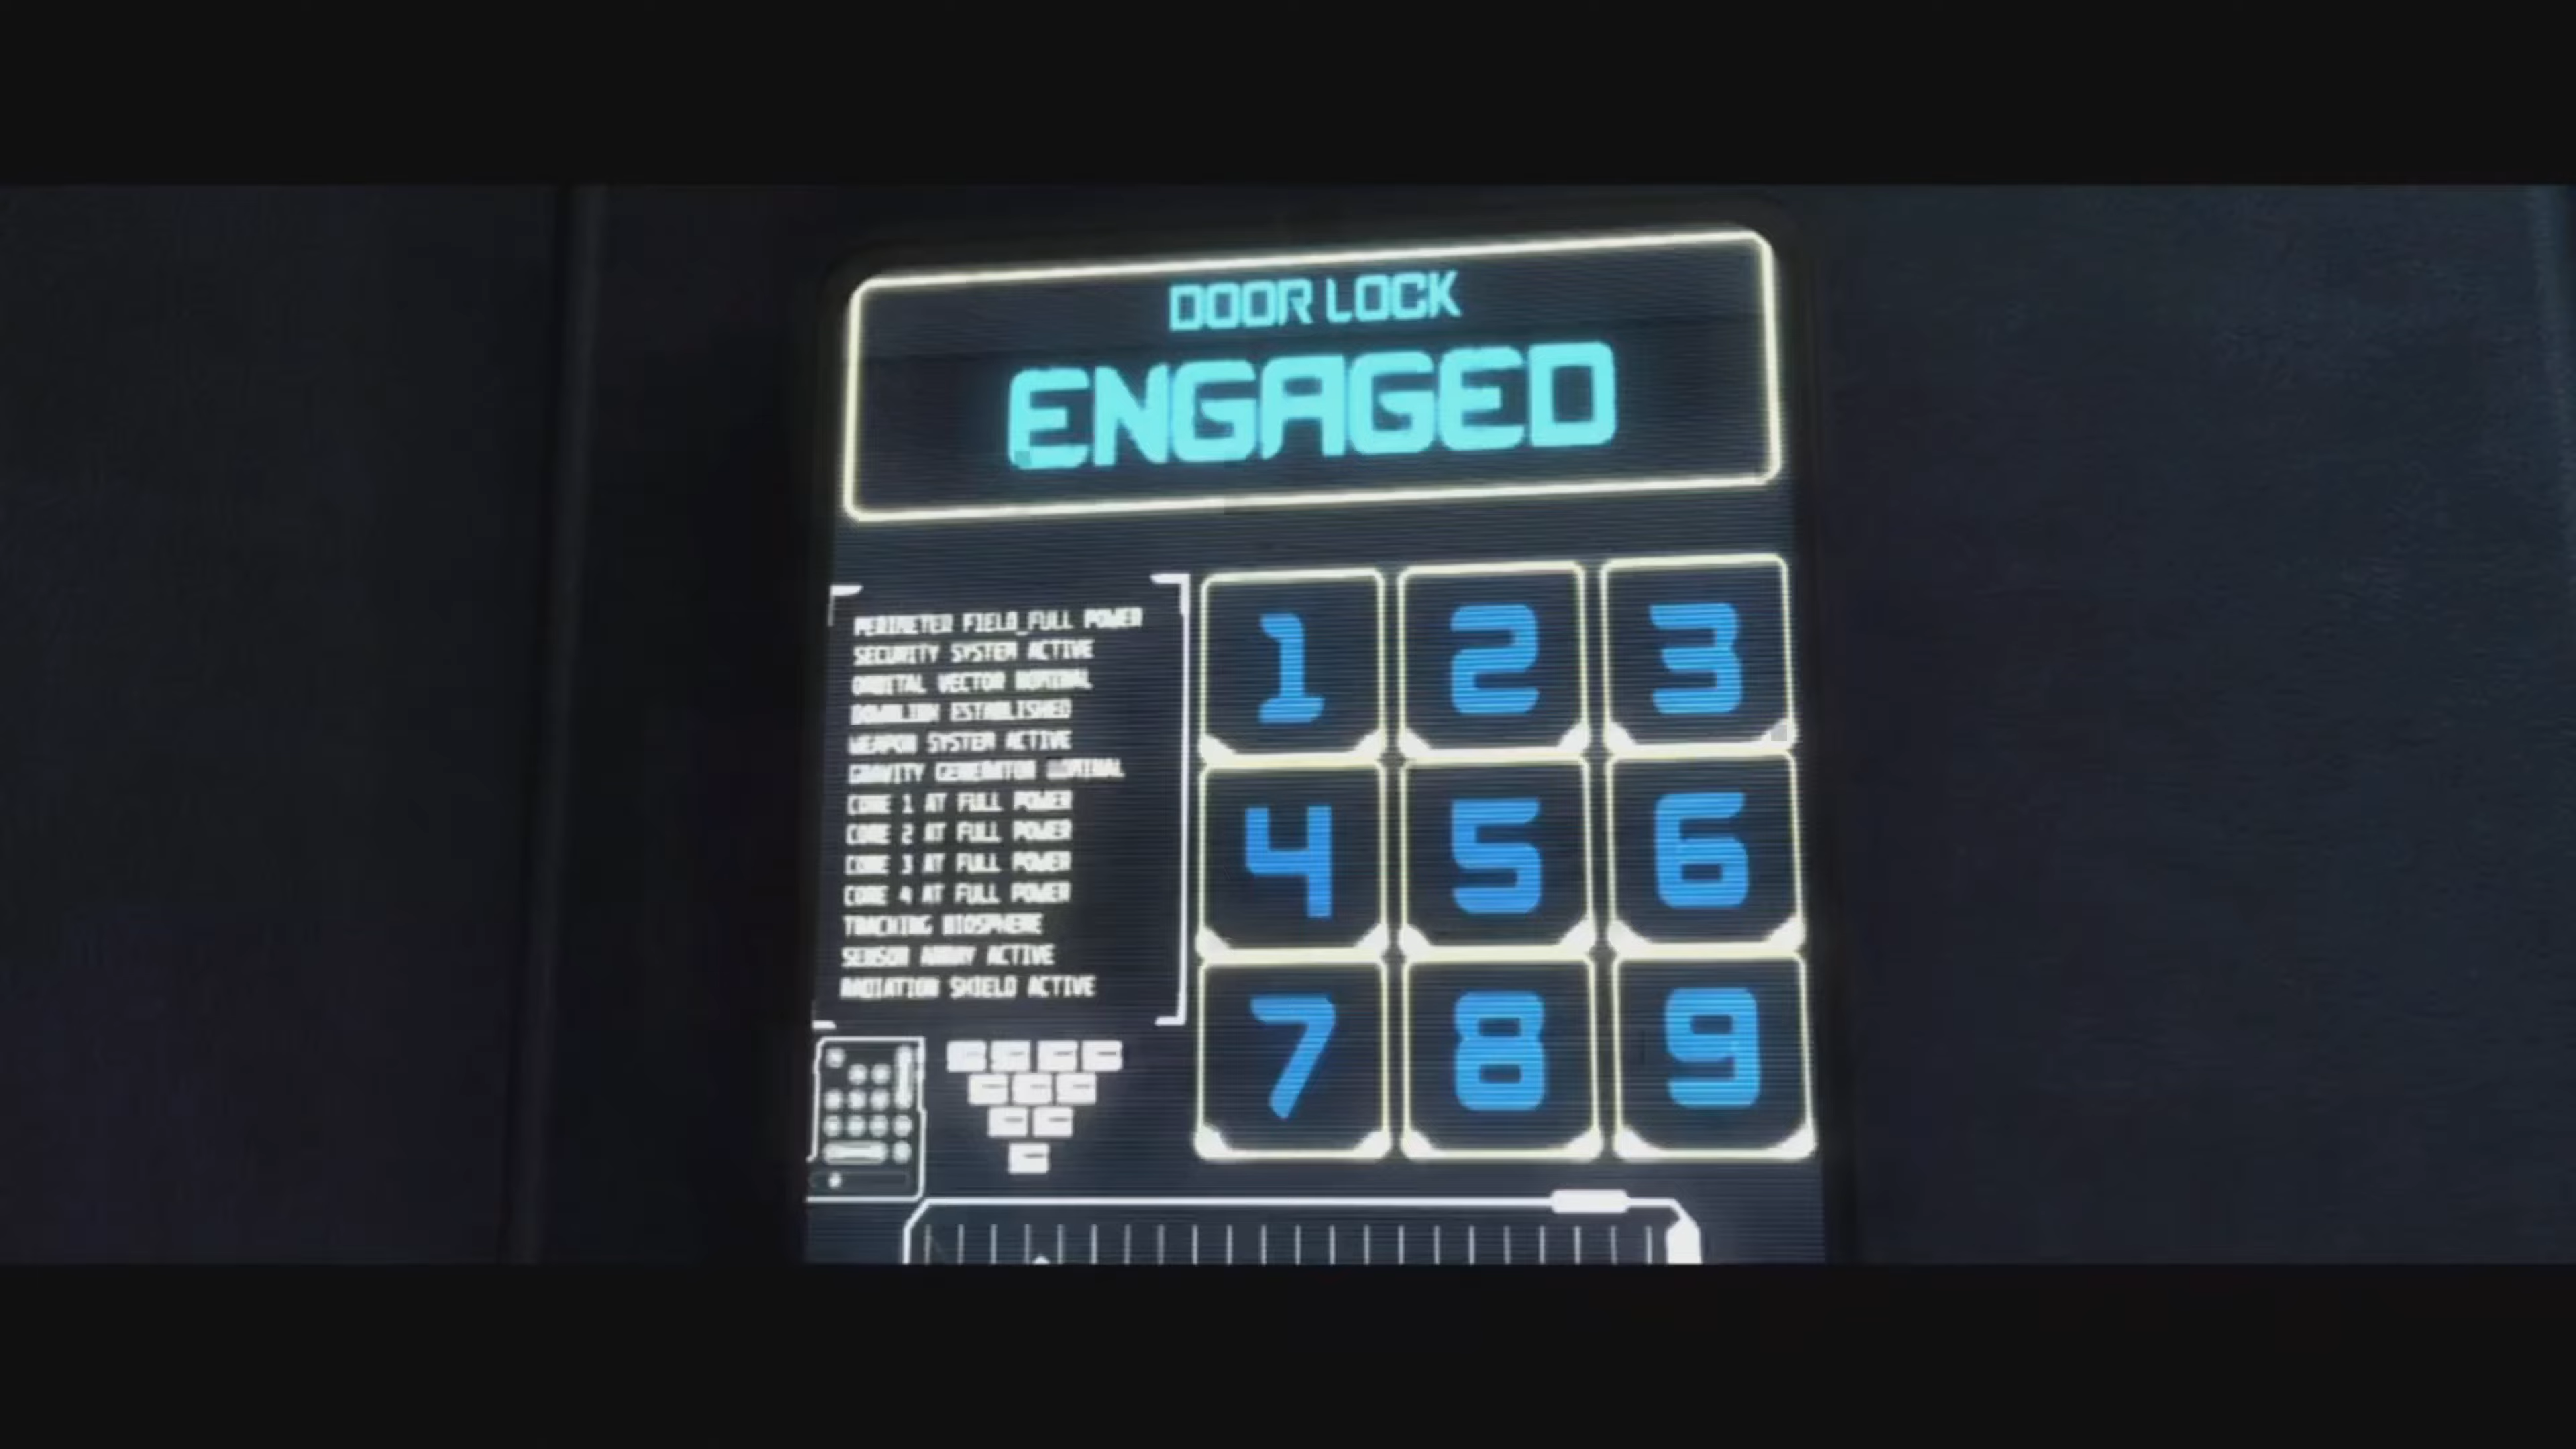 DOOR LOCK
ENGAGED
PERIMETER FIELD_FULL POWER
SECURITY SYSTEM ACTIVE
ORBITAL VECTOR NOMINAL
DOWNLINK ESTABLISHED
WEAPON SYSTEM ACTIVE
GRAVITY GENERATOR NOMINAL
CORE 1 AT FULL POWER
CORE 2 AT FULL POWER
CORE 3 AT FULL POWER
CORE 4 AT FULL POWER
TRACKING BIOSPHERE
SENSOR ARRAY ACTIVE
RADIATION SHIELD ACTIVE
1 2 3
4 5 6
7 8 9